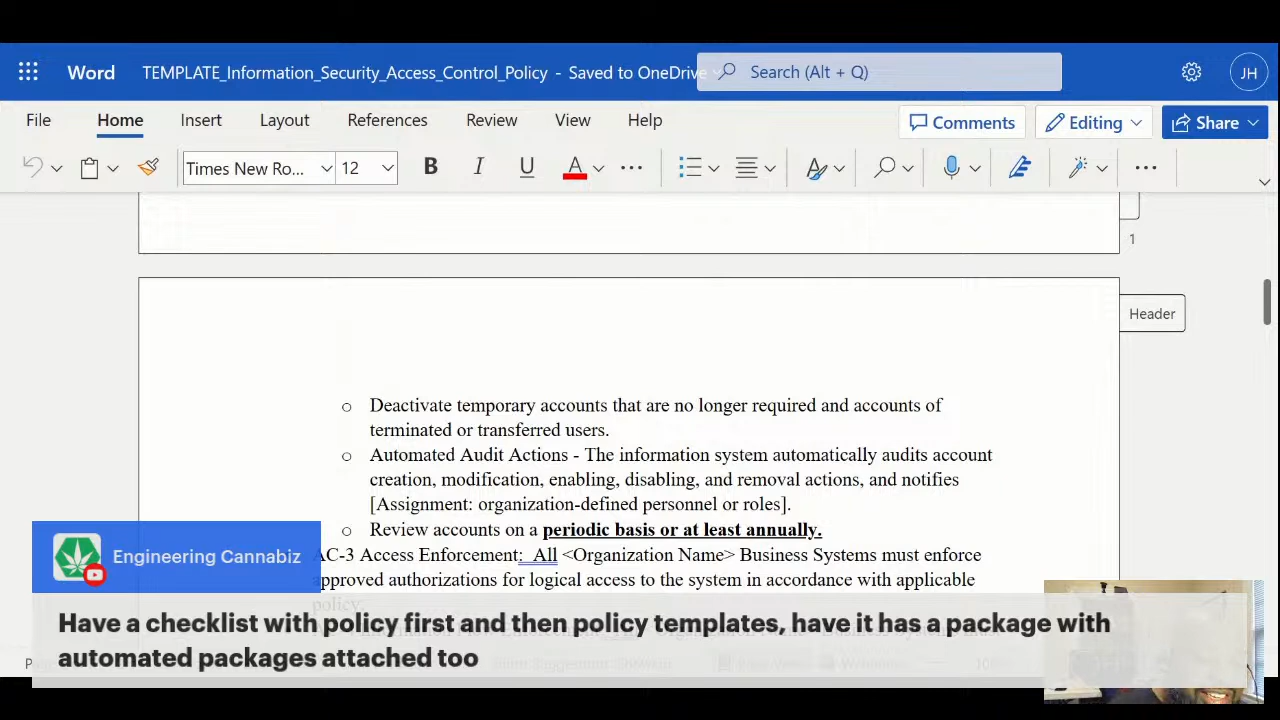 Word
TEMPLATE_Information_Security_Access_Control_Policy - Saved to OneDrive
Search (Alt + Q)
JH
File Home Insert Layout References Review View Help
Comments
Editing
Share
Times New Ro...
12
B I U A
1
Header
o Deactivate temporary accounts that are no longer required and accounts of
terminated or transferred users.
o Automated Audit Actions - The information system automatically audits account
creation, modification, enabling, disabling, and removal actions, and notifies
[Assignment: organization-defined personnel or roles].
o Review accounts on a periodic basis or at least annually.
AC-3 Access Enforcement: All <Organization Name> Business Systems must enforce
approved authorizations for logical access to the system in accordance with applicable
policy.
Engineering Cannabiz
Have a checklist with policy first and then policy templates, have it has a package with
automated packages attached too